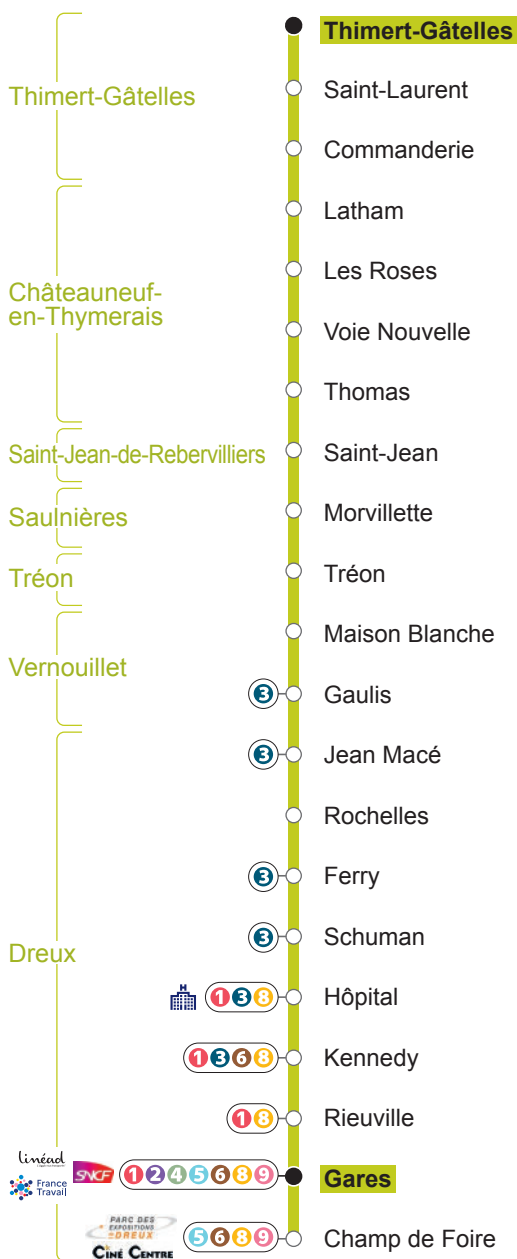 Thimert-Gâtelles
Thimert-Gâtelles
Saint-Laurent
Commanderie
Châteauneuf-
en-Thymerais
Latham
Les Roses
Voie Nouvelle
Thomas
Saint-Jean-de-Rebervilliers
Saint-Jean
Saulnières
Morvillette
Tréon
Tréon
Vernouillet
Maison Blanche
3 Gaulis
Dreux
3 Jean Macé
Rochelles
3 Ferry
3 Schuman
H 1 3 8 Hôpital
1 3 6 8 Kennedy
1 8 Rieuville
linéad
France
Travail
SNCF 1 2 4 5 6 8 9 Gares
PARC DES
EXPOSITIONS
DREUX
CINÉ CENTRE
5 6 8 9 Champ de Foire